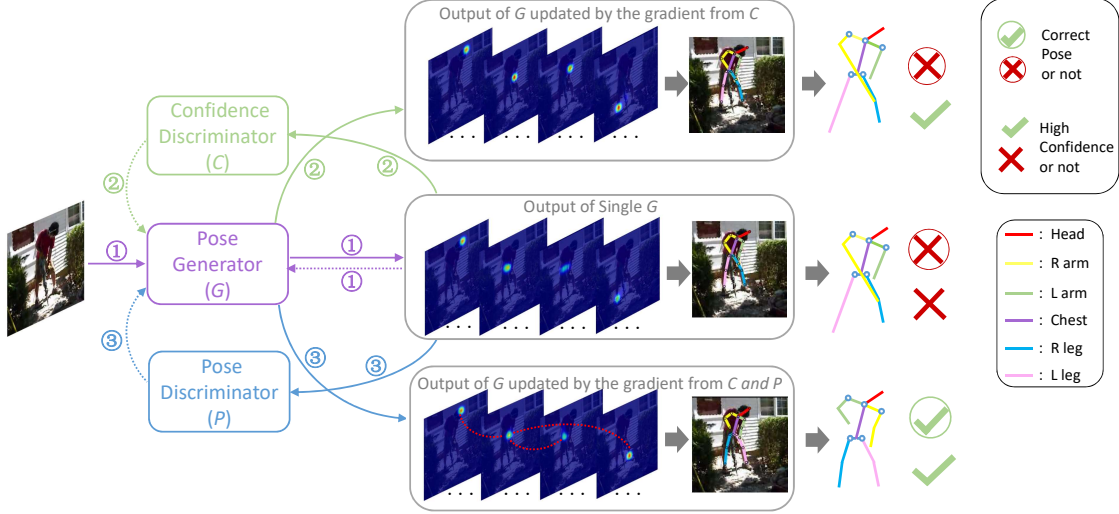 Output of G updated by the gradient from C
. . .
. . .
. . .
. . .
Confidence
Discriminator
(C)
②
②
②
①
Pose
Generator
(G)
①
①
Output of Single G
. . .
. . .
. . .
. . .
③
③
③
Pose
Discriminator
(P)
Output of G updated by the gradient from C and P
. . .
. . .
. . .
. . .
Correct
Pose
or not
High
Confidence
or not
: Head
: R arm
: L arm
: Chest
: R leg
: L leg